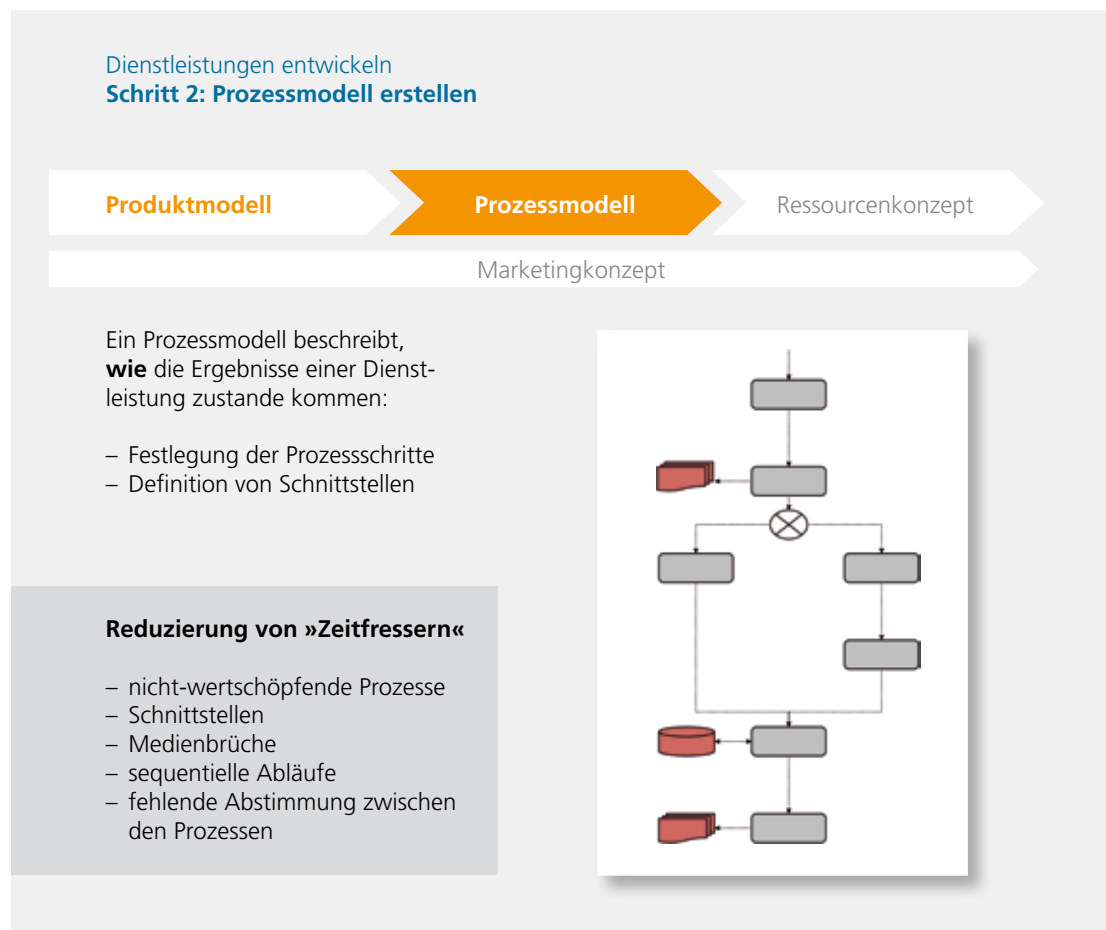 Dienstleistungen entwickeln
Schritt 2: Prozessmodell erstellen
Produktmodell
Prozessmodell
Ressourcenkonzept
Marketingkonzept
Ein Prozessmodell beschreibt,
wie die Ergebnisse einer Dienst-
leistung zustande kommen:
– Festlegung der Prozessschritte
– Definition von Schnittstellen
Reduzierung von »Zeitfressern«
– nicht-wertschöpfende Prozesse
– Schnittstellen
– Medienbrüche
– sequentielle Abläufe
– fehlende Abstimmung zwischen
den Prozessen